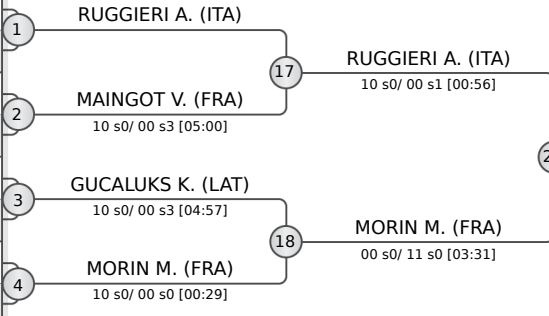 RUGGIERI A. (ITA)
1
17
RUGGIERI A. (ITA)
10 s0/ 00 s1 [00:56]
MAINGOT V. (FRA)
2
10 s0/ 00 s3 [05:00]
2
GUCALUKS K. (LAT)
3
10 s0/ 00 s3 [04:57]
18
MORIN M. (FRA)
00 s0/ 11 s0 [03:31]
MORIN M. (FRA)
4
10 s0/ 00 s0 [00:29]